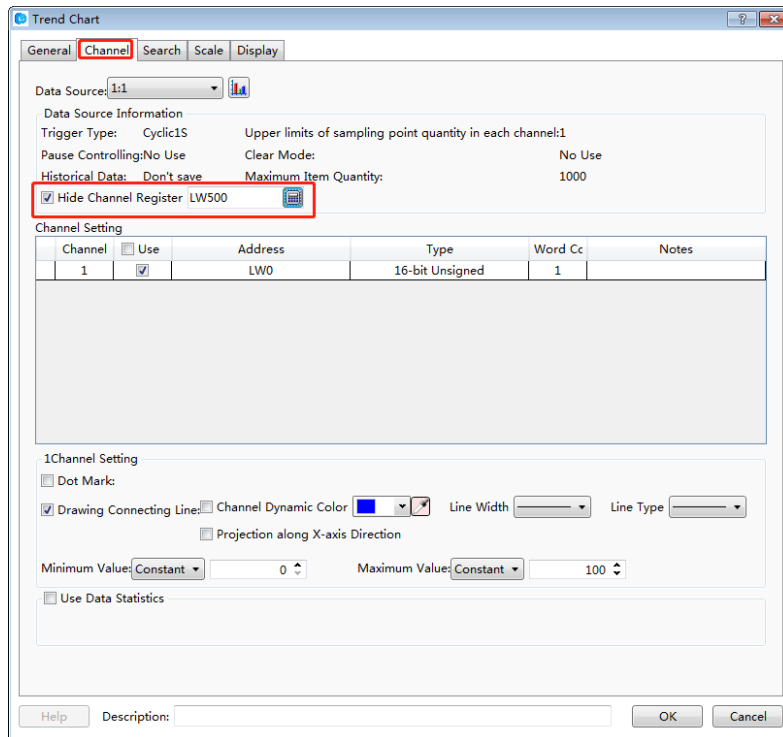 Trend Chart
General Channel Search Scale Display
Data Source: 1:1
Data Source Information
Trigger Type: Cyclic1S Upper limits of sampling point quantity in each channel:1
Pause Controlling:No Use Clear Mode: No Use
Historical Data: Don't save Maximum Item Quantity: 1000
Hide Channel Register LW500
Channel Setting
Channel Use Address Type Word Cc Notes
1 LW0 16-bit Unsigned 1
1Channel Setting
Dot Mark:
Drawing Connecting Line: Channel Dynamic Color Line Width Line Type
Projection along X-axis Direction
Minimum Value: Constant 0 Maximum Value: Constant 100
Use Data Statistics
Help Description: OK Cancel